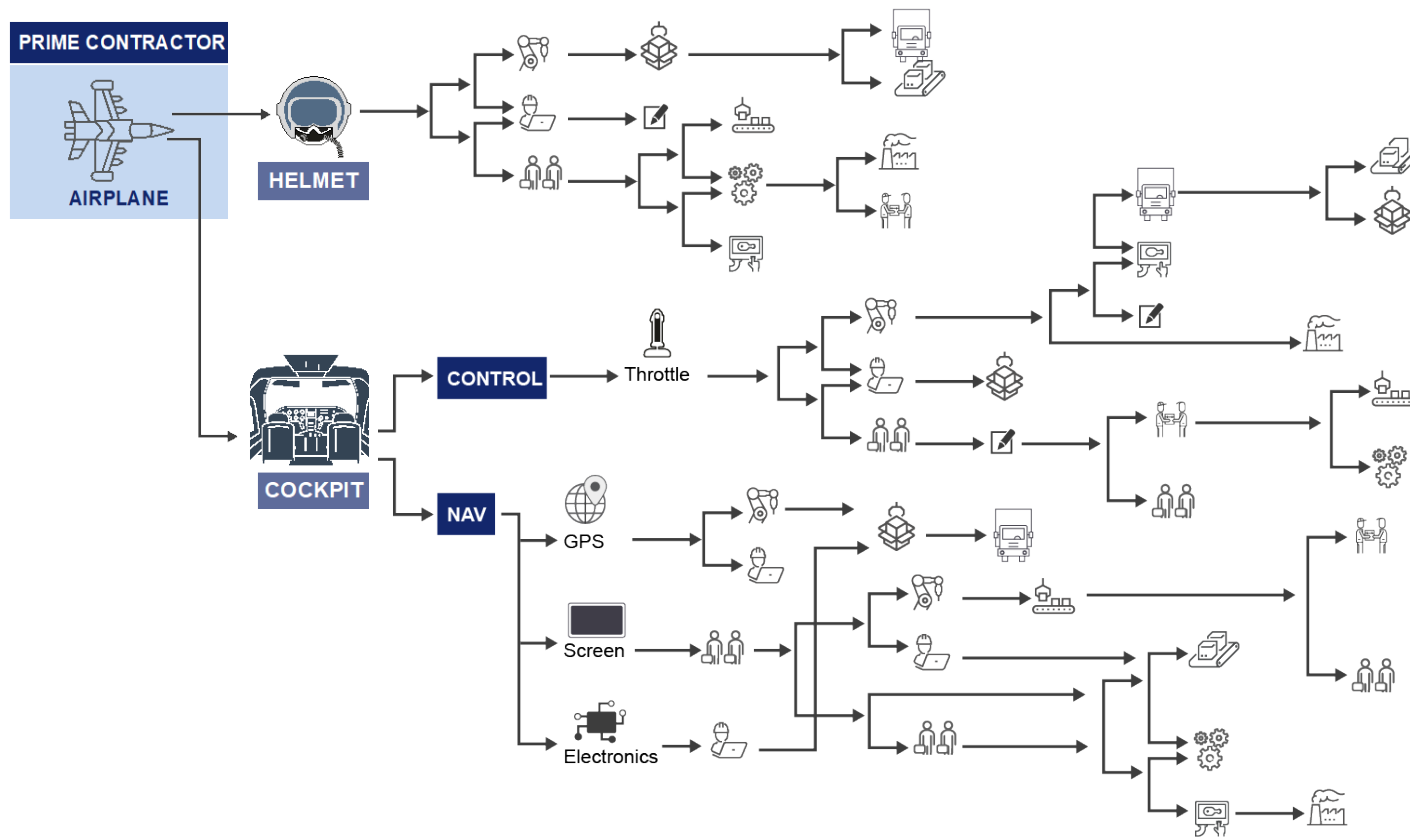 PRIME CONTRACTOR
AIRPLANE
HELMET
COCKPIT
CONTROL
Throttle
NAV
GPS
Screen
Electronics